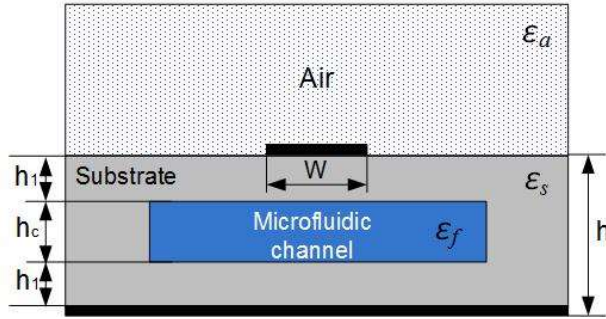 εa
Air
h1
Substrate
W
εs
hc
Microfluidic
channel
εf
h
h1